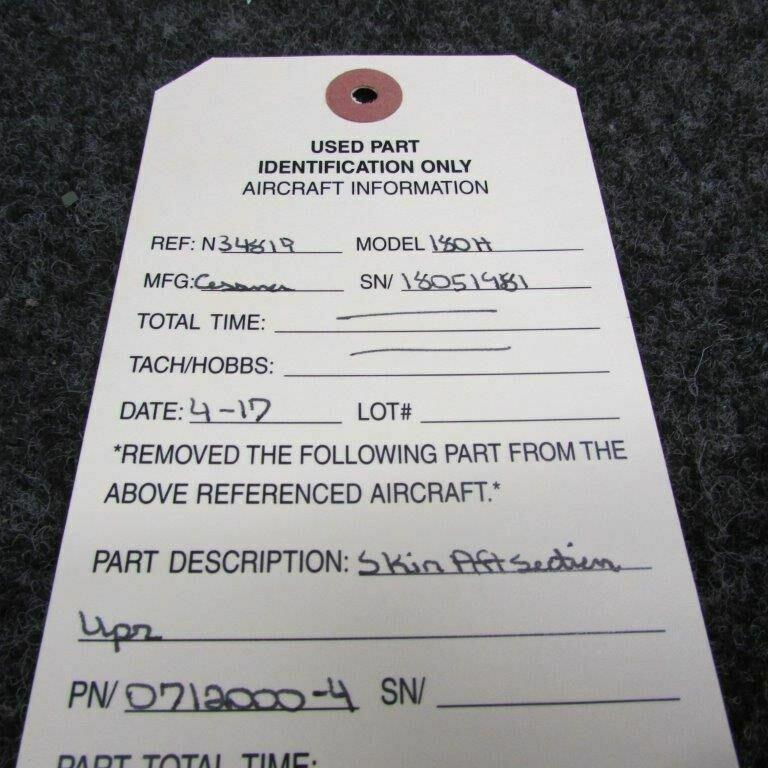 USED PART
IDENTIFICATION ONLY
AIRCRAFT INFORMATION
REF: N34819 MODEL 180H
MFG: Cessna SN/ 18051981
TOTAL TIME:
TACH/HOBBS:
DATE: 4-17 LOT#
*REMOVED THE FOLLOWING PART FROM THE
ABOVE REFERENCED AIRCRAFT.*
PART DESCRIPTION: Skin Aft Section
Upr
PN/ 0712000-4 SN/
PART TOTAL TIME: